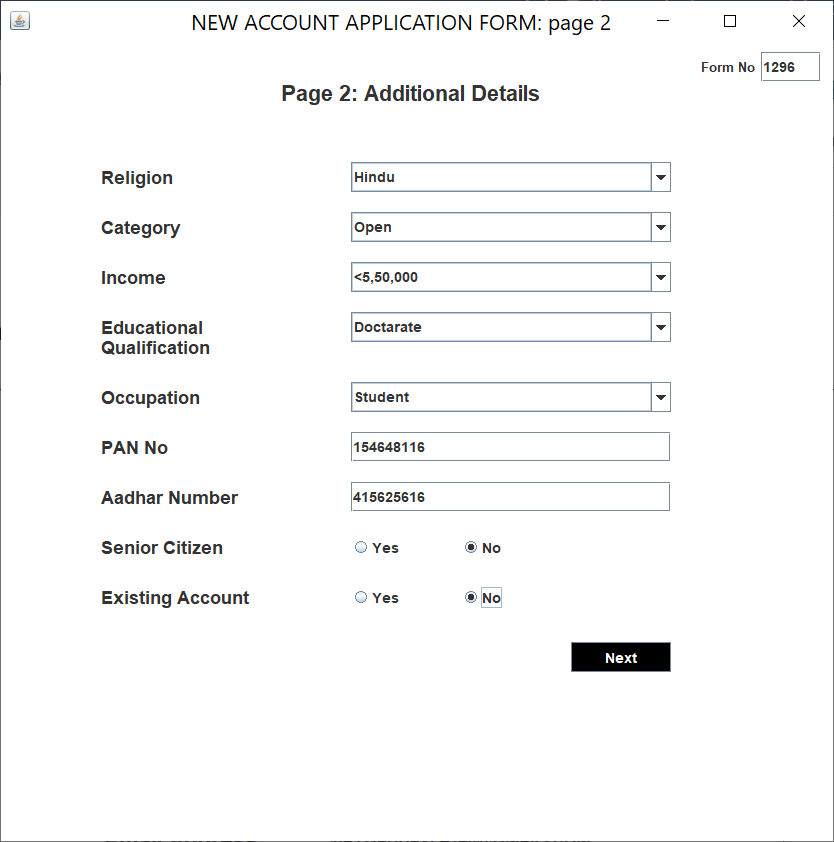 NEW ACCOUNT APPLICATION FORM: page 2
Form No 1296
Page 2: Additional Details
Religion Hindu
Category Open
Income <5,50,000
Educational Doctarate
Qualification
Occupation Student
PAN No 154648116
Aadhar Number 415625616
Senior Citizen Yes No
Existing Account Yes No
Next